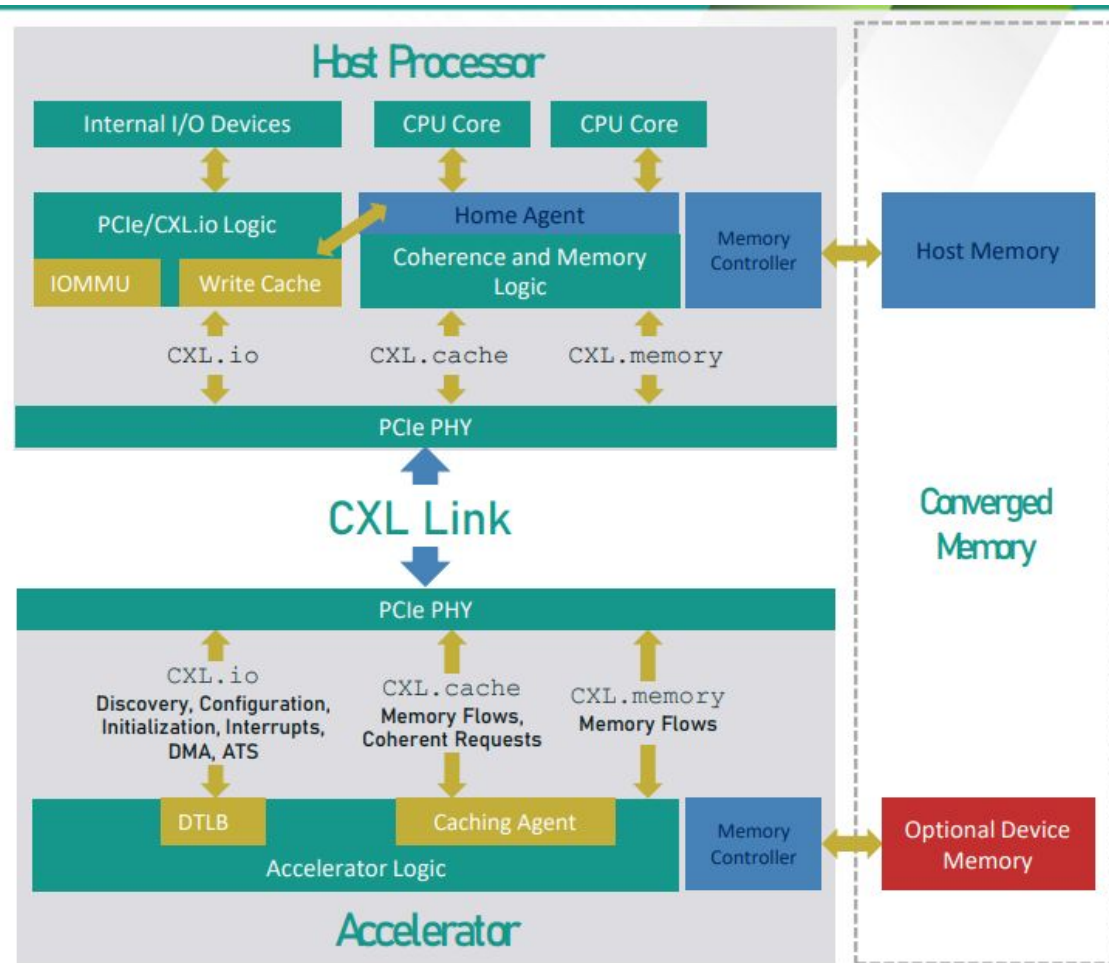 Host Processor
Internal I/O Devices
CPU Core
CPU Core
PCIe/CXL.io Logic
IOMMU
Write Cache
Home Agent
Coherence and Memory
Logic
Memory
Controller
Host Memory
CXL.io
CXL.cache
CXL.memory
PCIe PHY
CXL Link
Converged
Memory
PCIe PHY
CXL.io
Discovery, Configuration,
Initialization, Interrupts,
DMA, ATS
CXL.cache
Memory Flows,
Coherent Requests
CXL.memory
Memory Flows
DTLB
Caching Agent
Accelerator Logic
Memory
Controller
Optional Device
Memory
Accelerator